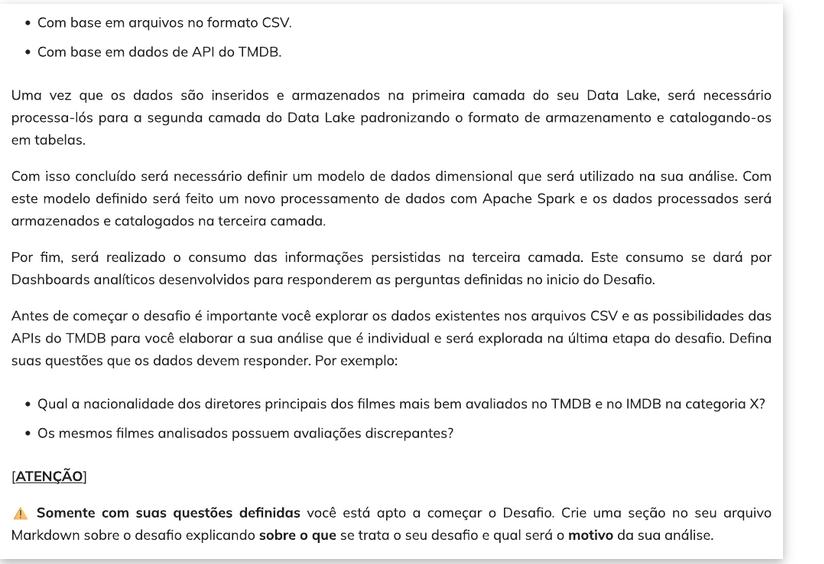 • Com base em arquivos no formato CSV.
• Com base em dados de API do TMDB.
Uma vez que os dados são inseridos e armazenados na primeira camada do seu Data Lake, será necessário
processa-lós para a segunda camada do Data Lake padronizando o formato de armazenamento e catalogando-os
em tabelas.
Com isso concluído será necessário definir um modelo de dados dimensional que será utilizado na sua análise. Com
este modelo definido será feito um novo processamento de dados com Apache Spark e os dados processados será
armazenados e catalogados na terceira camada.
Por fim, será realizado o consumo das informações persistidas na terceira camada. Este consumo se dará por
Dashboards analíticos desenvolvidos para responderem as perguntas definidas no inicio do Desafio.
Antes de começar o desafio é importante você explorar os dados existentes nos arquivos CSV e as possibilidades das
APIs do TMDB para você elaborar a sua análise que é individual e será explorada na última etapa do desafio. Defina
suas questões que os dados devem responder. Por exemplo:
• Qual a nacionalidade dos diretores principais dos filmes mais bem avaliados no TMDB e no IMDB na categoria X?
• Os mesmos filmes analisados possuem avaliações discrepantes?
[ATENÇÃO]
⚠️ Somente com suas questões definidas você está apto a começar o Desafio. Crie uma seção no seu arquivo
Markdown sobre o desafio explicando sobre o que se trata o seu desafio e qual será o motivo da sua análise.